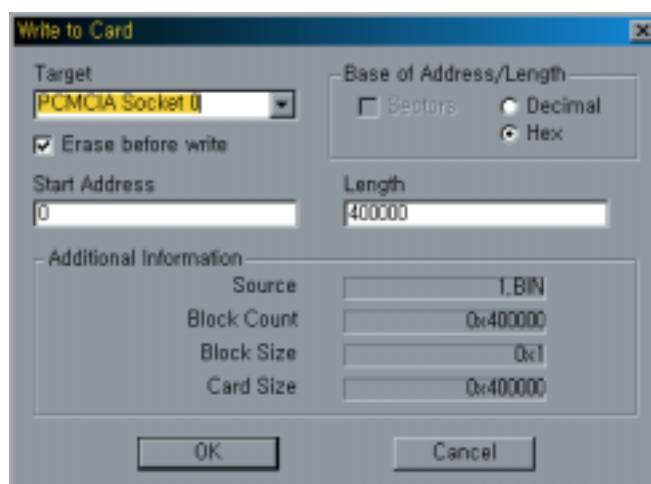 Write to Card
Target
PCMCIA Socket 0
Erase before write
Base of Address/Length
Sectors
Decimal
Hex
Start Address
0
Length
400000
Additional Information
Source 1.BIN
Block Count 0x400000
Block Size 0x1
Card Size 0x400000
OK Cancel